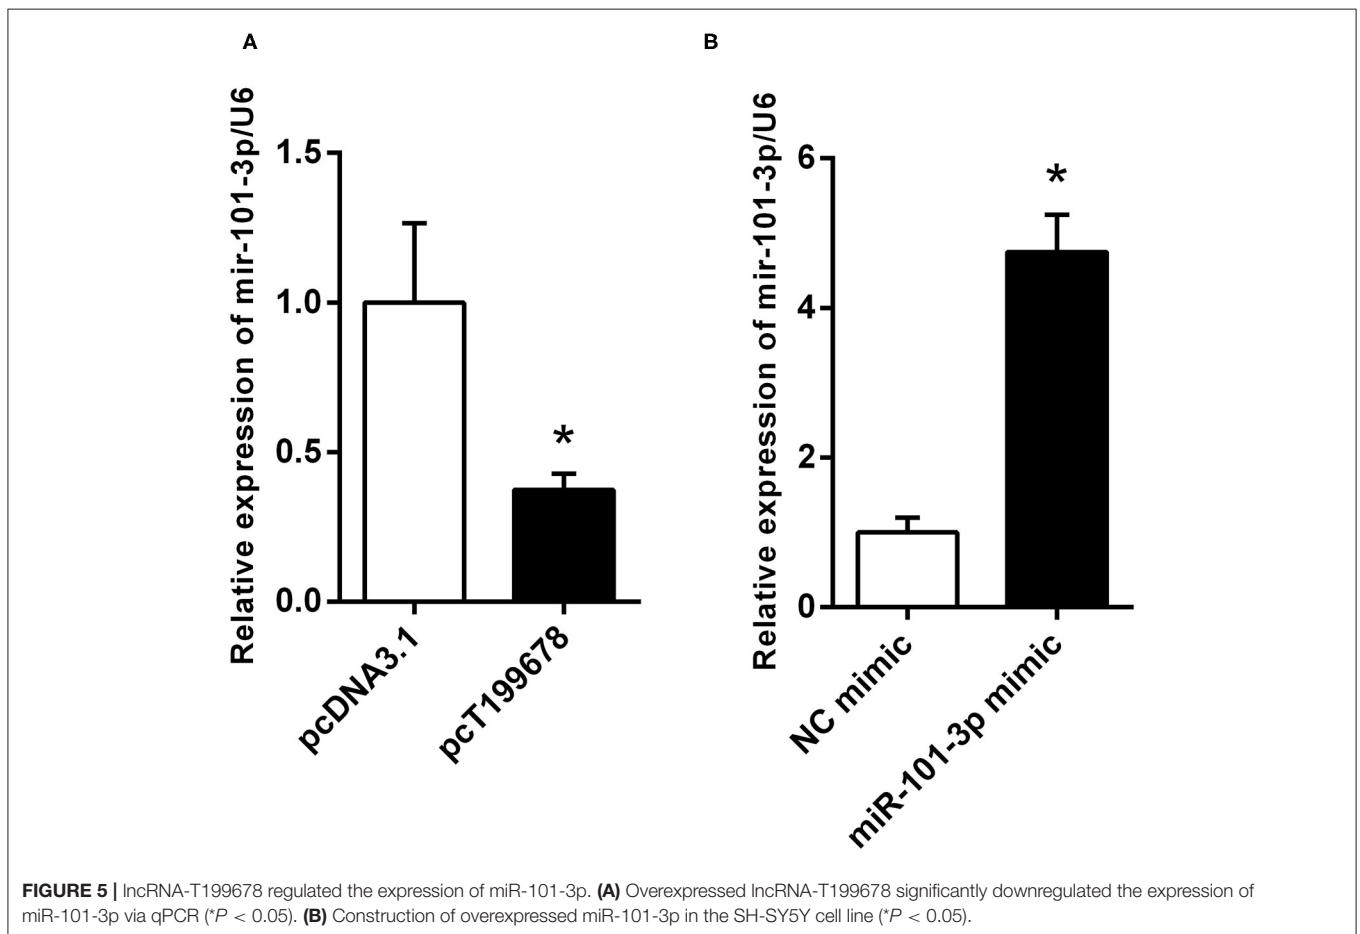 A
Relative expression of mir-101-3p/U6
1.5
1.0
0.5
0.0
*
pcDNA3.1
pcT199678
B
Relative expression of mir-101-3p/U6
6
4
2
0
*
NC mimic
miR-101-3p mimic
FIGURE 5 | lncRNA-T199678 regulated the expression of miR-101-3p. (A) Overexpressed lncRNA-T199678 significantly downregulated the expression of
miR-101-3p via qPCR (*P < 0.05). (B) Construction of overexpressed miR-101-3p in the SH-SY5Y cell line (*P < 0.05).